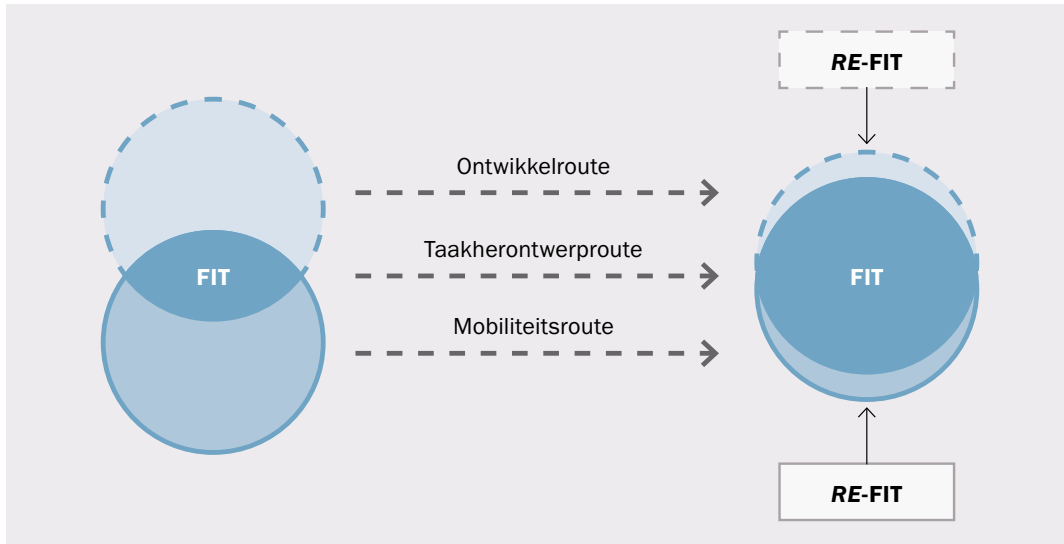 RE-FIT
Ontwikkelroute
Taakherontwerproute
FIT
FIT
Mobiliteitsroute
RE-FIT